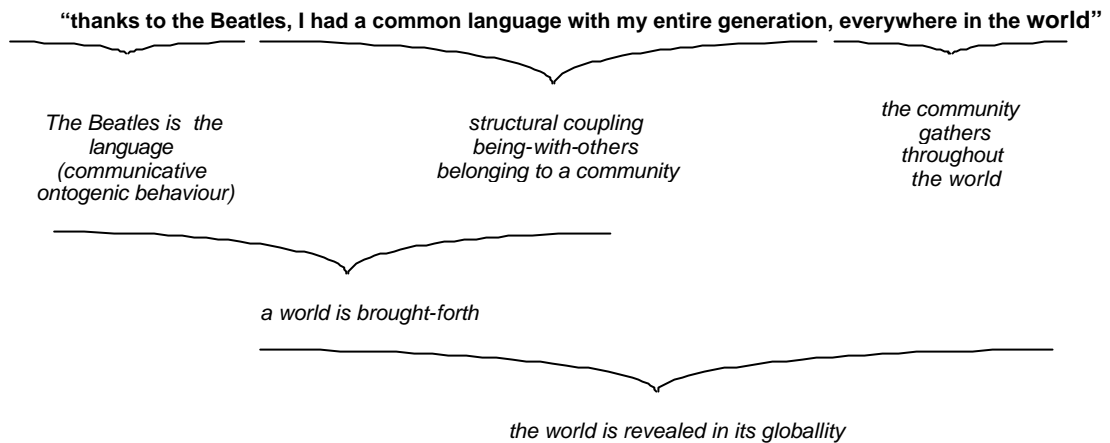 “thanks to the Beatles, I had a common language with my entire generation, everywhere in the world”
The Beatles is the
language
(communicative
ontogenic behaviour)
structural coupling
being-with-others
belonging to a community
the community
gathers
throughout
the world
a world is brought-forth
the world is revealed in its globallity